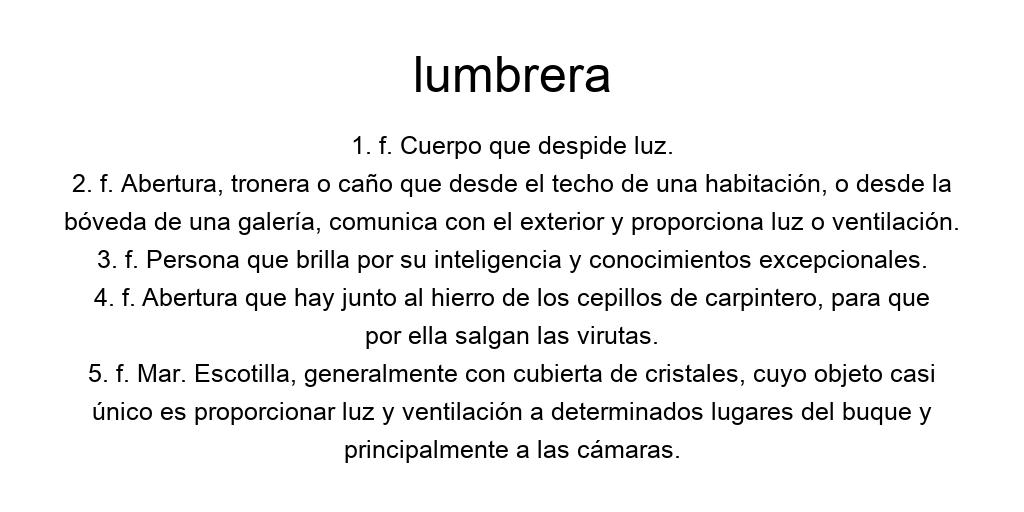 lumbrera
1. f. Cuerpo que despide luz.
2. f. Abertura, tronera o caño que desde el techo de una habitación, o desde la
bóveda de una galería, comunica con el exterior y proporciona luz o ventilación.
3. f. Persona que brilla por su inteligencia y conocimientos excepcionales.
4. f. Abertura que hay junto al hierro de los cepillos de carpintero, para que
por ella salgan las virutas.
5. f. Mar. Escotilla, generalmente con cubierta de cristales, cuyo objeto casi
único es proporcionar luz y ventilación a determinados lugares del buque y
principalmente a las cámaras.